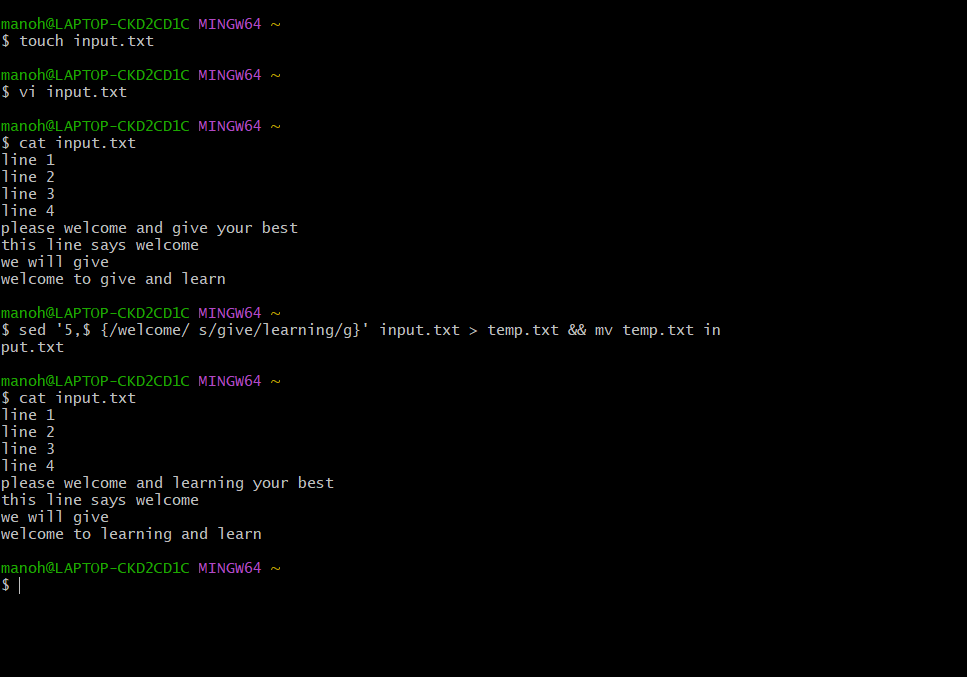 manoh@LAPTOP-CKD2CD1C MINGW64 ~
$ touch input.txt
manoh@LAPTOP-CKD2CD1C MINGW64 ~
$ vi input.txt
manoh@LAPTOP-CKD2CD1C MINGW64 ~
$ cat input.txt
line 1
line 2
line 3
line 4
please welcome and give your best
this line says welcome
we will give
welcome to give and learn
manoh@LAPTOP-CKD2CD1C MINGW64 ~
$ sed '5,$ {/welcome/ s/give/learning/g}' input.txt > temp.txt && mv temp.txt in
put.txt
manoh@LAPTOP-CKD2CD1C MINGW64 ~
$ cat input.txt
line 1
line 2
line 3
line 4
please welcome and learning your best
this line says welcome
we will give
welcome to learning and learn
manoh@LAPTOP-CKD2CD1C MINGW64 ~
$